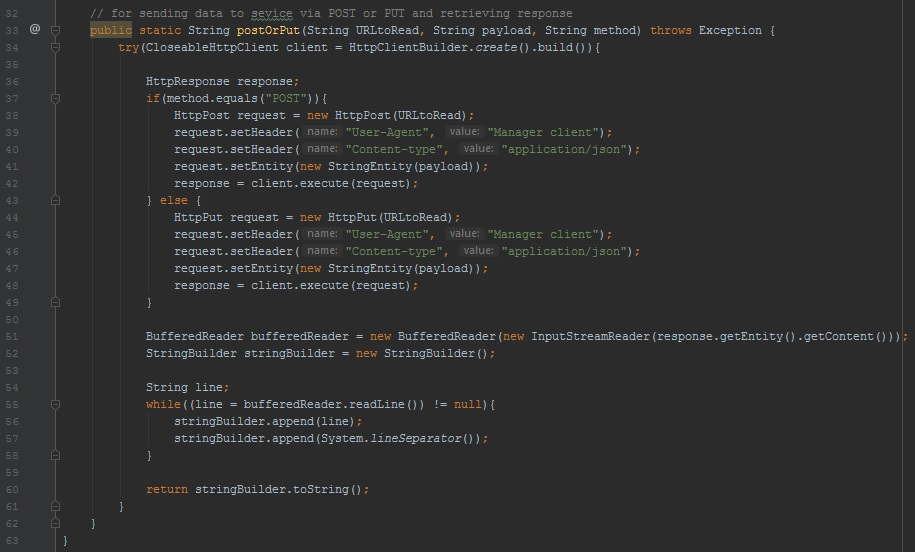 32 // for sending data to sevice via POST or PUT and retrieving response
33 @ public static String postOrPut(String URLtoRead, String payload, String method) throws Exception {
34 try(CloseableHttpClient client = HttpClientBuilder.create().build()){
35
36 HttpResponse response;
37 if(method.equals("POST")){
38 HttpPost request = new HttpPost(URLtoRead);
39 request.setHeader( name: "User-Agent", value: "Manager client");
40 request.setHeader( name: "Content-type", value: "application/json");
41 request.setEntity(new StringEntity(payload));
42 response = client.execute(request);
43 } else {
44 HttpPut request = new HttpPut(URLtoRead);
45 request.setHeader( name: "User-Agent", value: "Manager client");
46 request.setHeader( name: "Content-type", value: "application/json");
47 request.setEntity(new StringEntity(payload));
48 response = client.execute(request);
49 }
50
51 BufferedReader bufferedReader = new BufferedReader(new InputStreamReader(response.getEntity().getContent()));
52 StringBuilder stringBuilder = new StringBuilder();
53
54 String line;
55 while((line = bufferedReader.readLine()) != null){
56 stringBuilder.append(line);
57 stringBuilder.append(System.lineSeparator());
58 }
59
60 return stringBuilder.toString();
61 }
62 }
63 }